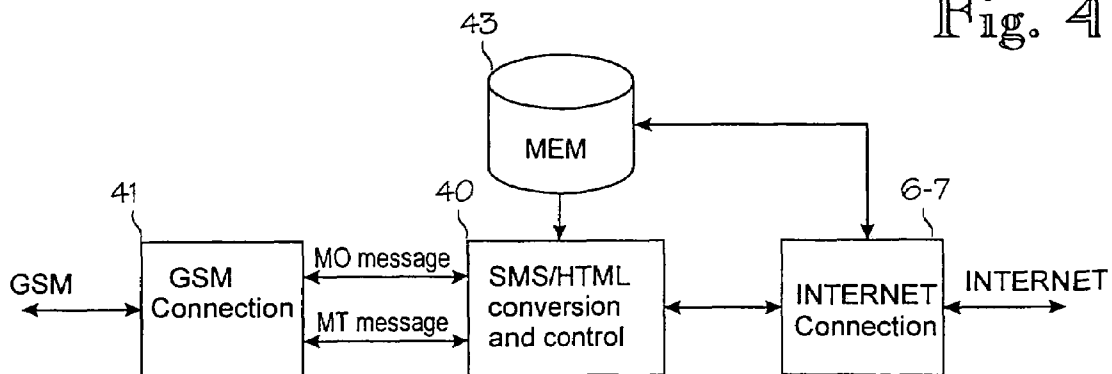 Fig. 4
43
MEM
41
40
6-7
GSM
GSM
Connection
MO message
MT message
SMS/HTML
conversion
and control
INTERNET
Connection
INTERNET